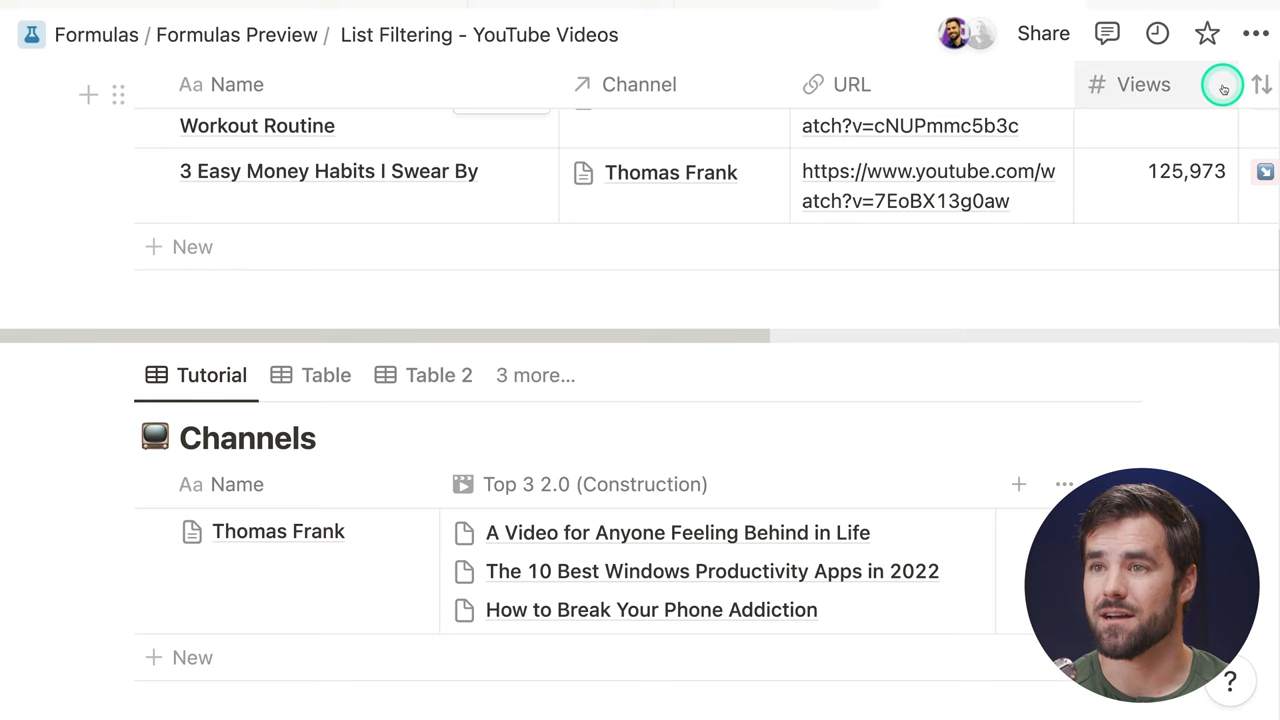 Formulas / Formulas Preview / List Filtering - YouTube Videos
Share
Name
Channel
URL
Views
Workout Routine
atch?v=cNUPmmc5b3c
3 Easy Money Habits I Swear By
Thomas Frank
https://www.youtube.com/w
atch?v=7EoBX13g0aw
125,973
New
Tutorial
Table
Table 2
3 more...
Channels
Aa Name
Top 3 2.0 (Construction)
Thomas Frank
A Video for Anyone Feeling Behind in Life
The 10 Best Windows Productivity Apps in 2022
How to Break Your Phone Addiction
New
?